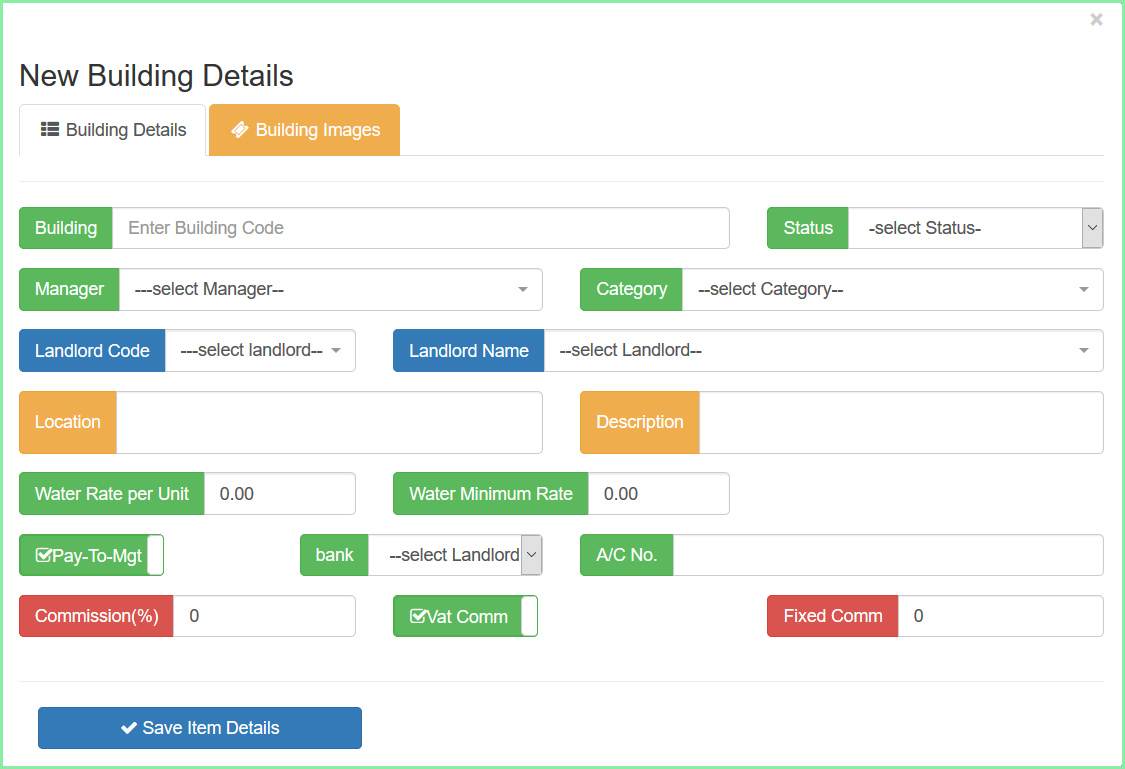 ×
New Building Details
Building Details Building Images
Building Enter Building Code Status -select Status-
Manager ---select Manager-- Category --select Category--
Landlord Code ---select landlord-- Landlord Name --select Landlord--
Location Description
Water Rate per Unit 0.00 Water Minimum Rate 0.00
Pay-To-Mgt bank --select Landlord A/C No.
Commission(%) 0 Vat Comm Fixed Comm 0
Save Item Details